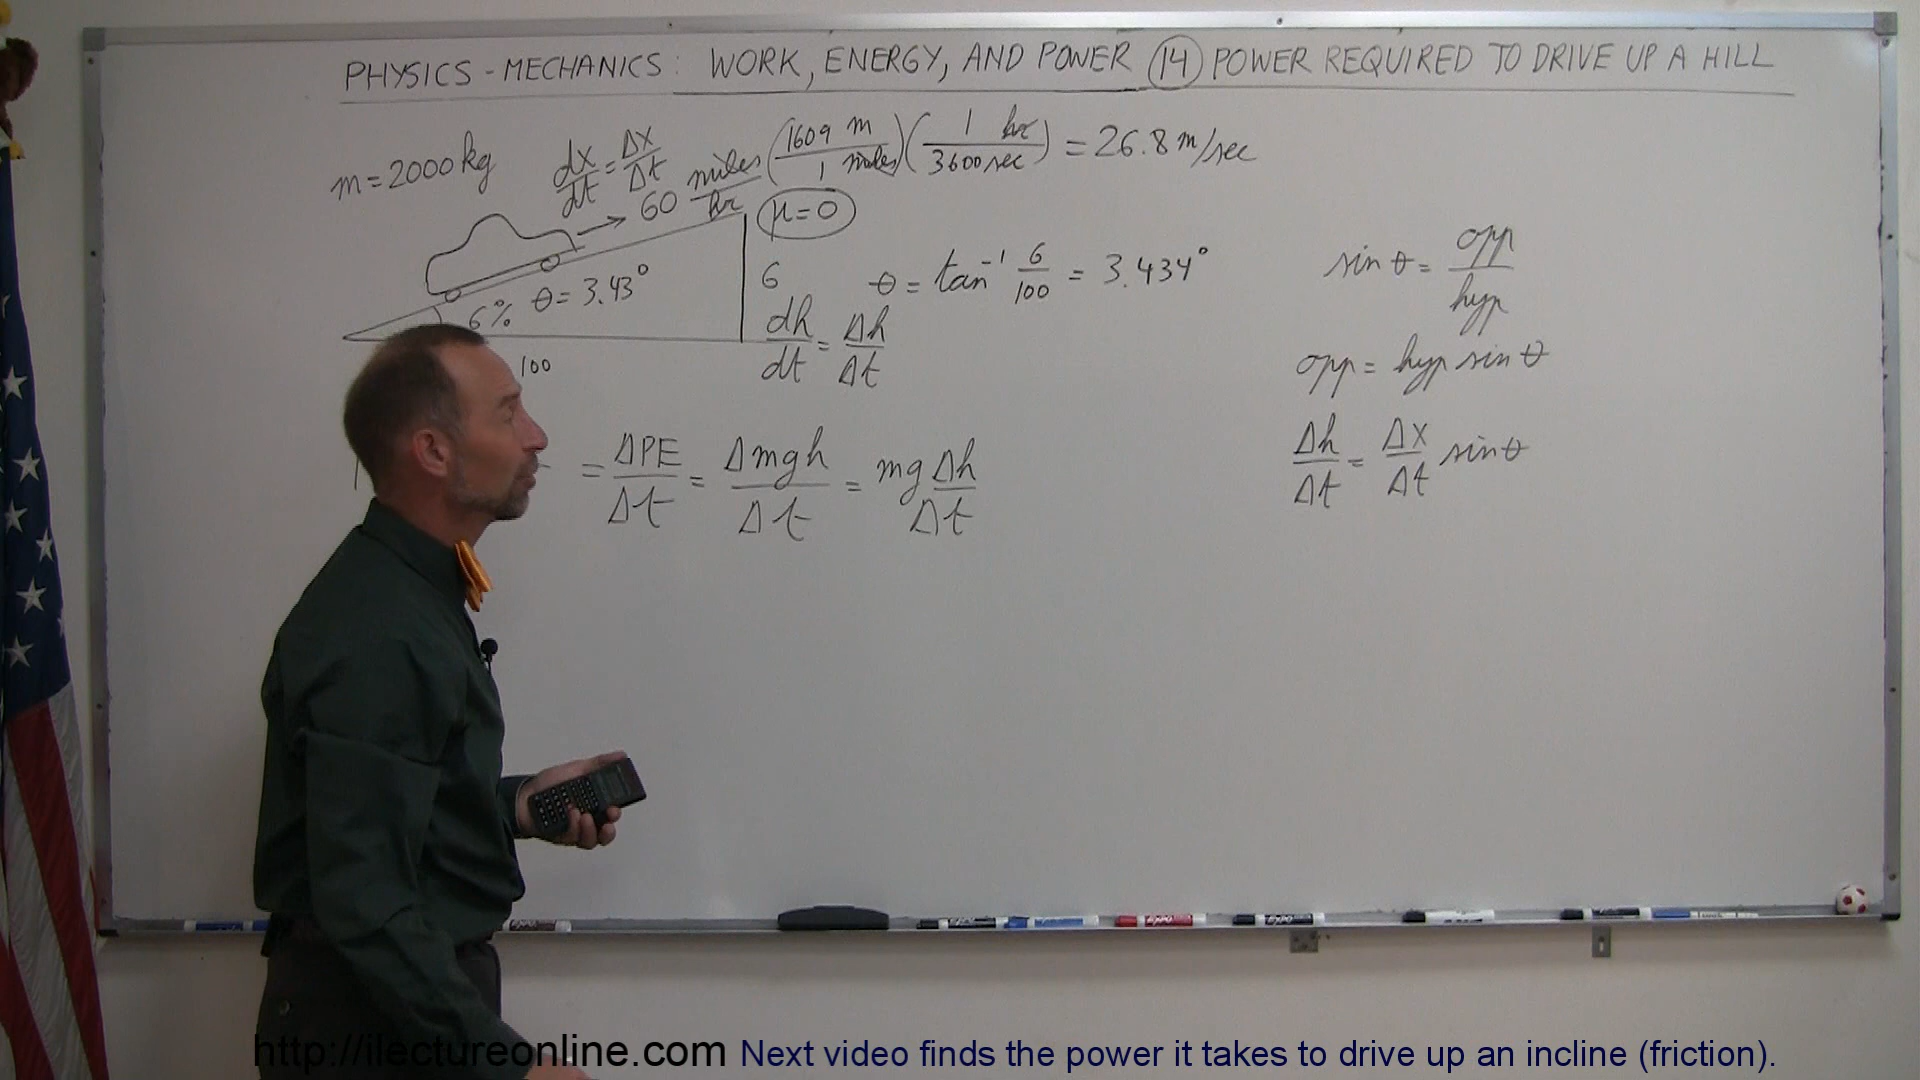 PHYSICS - MECHANICS: WORK, ENERGY, AND POWER (14) POWER REQUIRED TO DRIVE UP A HILL
m = 2000 kg
dx/dt = Δx/Δt
60 miles/hr (1609 m / 1 miles)(1 hr / 3600 sec) = 26.8 m/sec
μ = 0
6% θ = 3.43°
6
100
θ = tan⁻¹ 6/100 = 3.434°
dh/dt = Δh/Δt
sin θ = opp/hyp
opp = hyp sin θ
Δh/Δt = Δx/Δt sin θ
= ΔPE/Δt = Δmgh/Δt = mg Δh/Δt
http://ilectureonline.com Next video finds the power it takes to drive up an incline (friction).